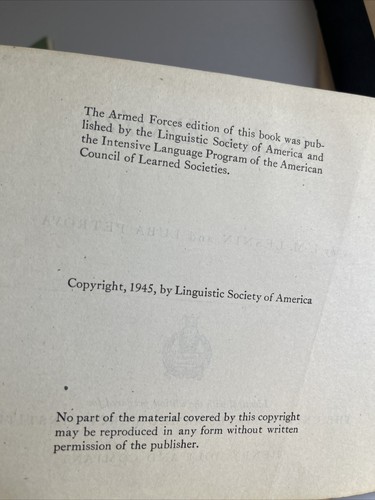 The Armed Forces edition of this book was pub-
lished by the Linguistic Society of America and
the Intensive Language Program of the American
Council of Learned Societies.
Copyright, 1945, by Linguistic Society of America
No part of the material covered by this copyright
may be reproduced in any form without written
permission of the publisher.